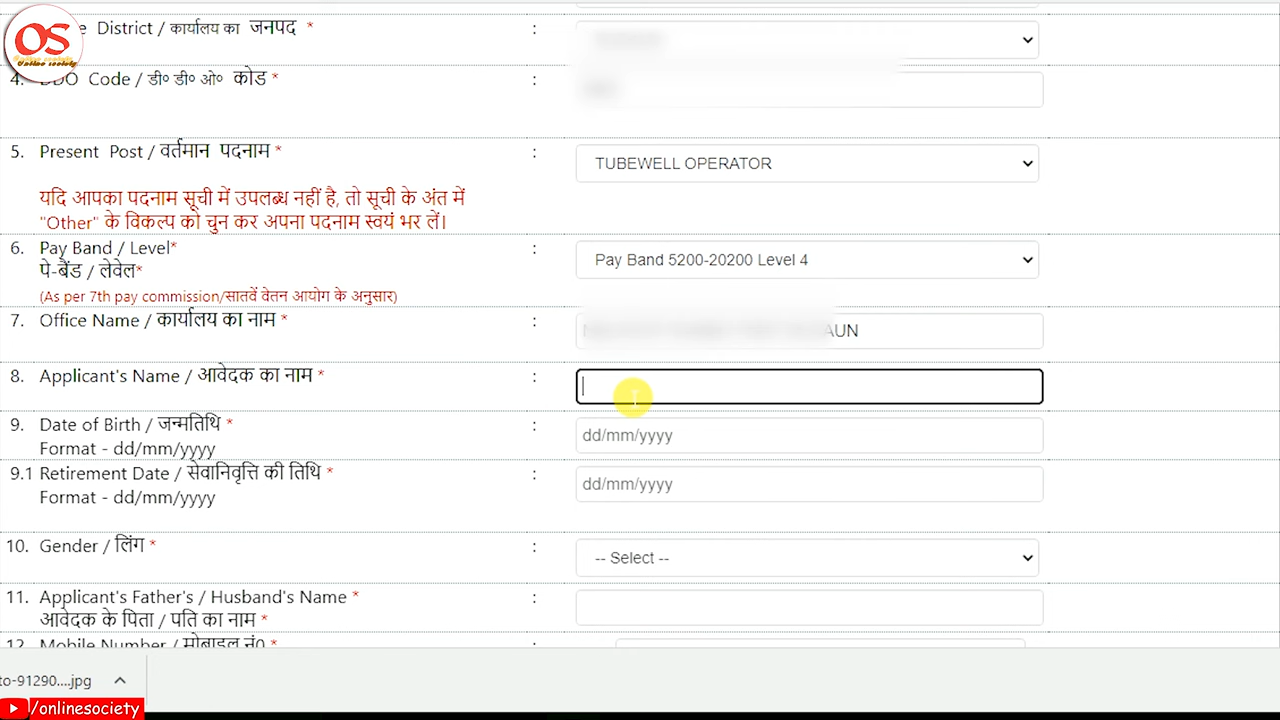 OS
Online society
District / कार्यालय का जनपद * :
4. DDO Code / डी० डी० ओ० कोड * :
5. Present Post / वर्तमान पदनाम * : TUBEWELL OPERATOR
यदि आपका पदनाम सूची में उपलब्ध नहीं है, तो सूची के अंत में
"Other" के विकल्प को चुन कर अपना पदनाम स्वयं भर लें।
6. Pay Band / Level* : Pay Band 5200-20200 Level 4
पे-बैंड / लेवेल*
(As per 7th pay commission/सातवें वेतन आयोग के अनुसार)
7. Office Name / कार्यालय का नाम * : AUN
8. Applicant's Name / आवेदक का नाम * :
9. Date of Birth / जन्मतिथि * : dd/mm/yyyy
Format - dd/mm/yyyy
9.1 Retirement Date / सेवानिवृत्ति की तिथि * : dd/mm/yyyy
Format - dd/mm/yyyy
10. Gender / लिंग * : -- Select --
11. Applicant's Father's / Husband's Name * :
आवेदक के पिता / पति का नाम *
12. Mobile Number / मोबाइल नं0 * :
to-91290....jpg
/onlinesociety